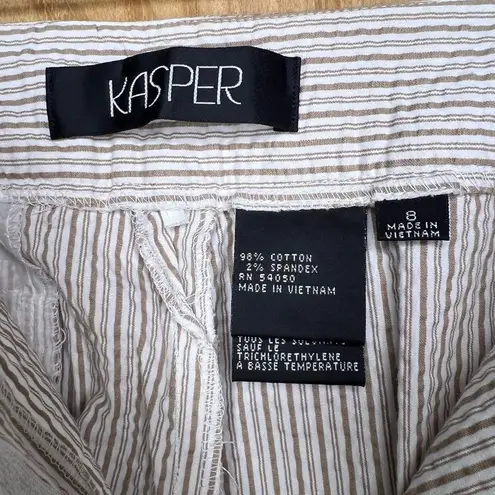 KASPER
8
MADE IN
VIETNAM
98% COTTON
2% SPANDEX
RN 54050
MADE IN VIETNAM
TOUS LES SOLVANTS
SAUF LE
TRICHLORETHYLENE
A BASSE TEMPERATURE